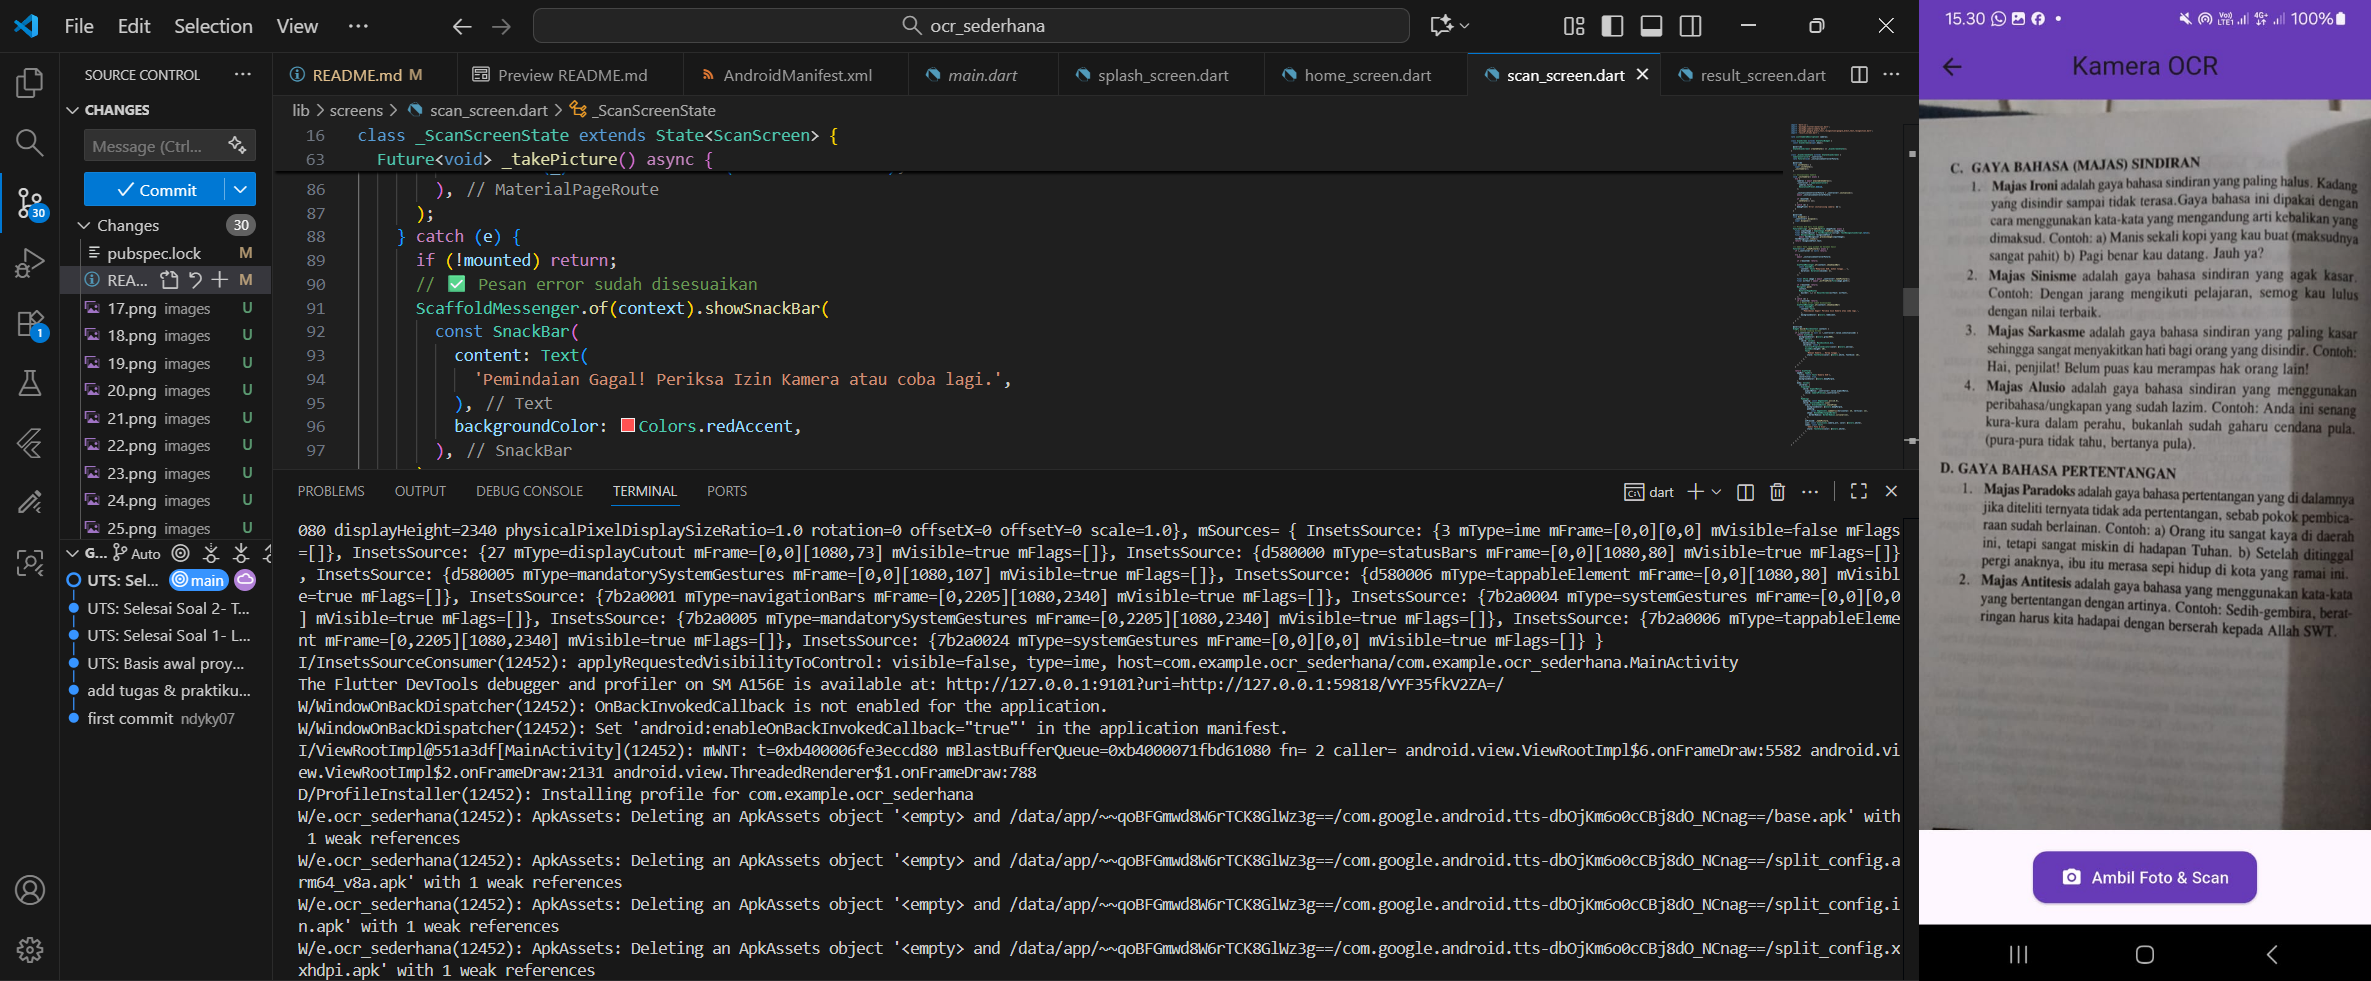 File Edit Selection View ···
ocr_sederhana
SOURCE CONTROL ···
CHANGES
Message (Ctrl...
Commit
Changes 30
pubspec.lock M
REA... M
17.png images U
18.png images U
19.png images U
20.png images U
21.png images U
22.png images U
23.png images U
24.png images U
25.png images U
G... Auto
UTS: Sel... main
UTS: Selesai Soal 2- T...
UTS: Selesai Soal 1- L...
UTS: Basis awal proy...
add tugas & praktiku...
first commit ndyky07
30
1
README.md M
Preview README.md
AndroidManifest.xml
main.dart
splash_screen.dart
home_screen.dart
scan_screen.dart
result_screen.dart
lib > screens > scan_screen.dart > _ScanScreenState
16 class _ScanScreenState extends State<ScanScreen> {
63 Future<void> _takePicture() async {
86 ), // MaterialPageRoute
87 );
88 } catch (e) {
89 if (!mounted) return;
90 // ✅ Pesan error sudah disesuaikan
91 ScaffoldMessenger.of(context).showSnackBar(
92 const SnackBar(
93 content: Text(
94 'Pemindaian Gagal! Periksa Izin Kamera atau coba lagi.',
95 ), // Text
96 backgroundColor: Colors.redAccent,
97 ), // SnackBar
PROBLEMS OUTPUT DEBUG CONSOLE TERMINAL PORTS
dart
080 displayHeight=2340 physicalPixelDisplaySizeRatio=1.0 rotation=0 offsetX=0 offsetY=0 scale=1.0}, mSources= { InsetsSource: {3 mType=ime mFrame=[0,0][0,0] mVisible=false mFlags
=[]}, InsetsSource: {27 mType=displayCutout mFrame=[0,0][1080,73] mVisible=true mFlags=[]}, InsetsSource: {d580000 mType=statusBars mFrame=[0,0][1080,80] mVisible=true mFlags=[]}
, InsetsSource: {d580005 mType=mandatorySystemGestures mFrame=[0,0][1080,107] mVisible=true mFlags=[]}, InsetsSource: {d580006 mType=tappableElement mFrame=[0,0][1080,80] mVisibl
e=true mFlags=[]}, InsetsSource: {7b2a0001 mType=navigationBars mFrame=[0,2205][1080,2340] mVisible=true mFlags=[]}, InsetsSource: {7b2a0004 mType=systemGestures mFrame=[0,0][0,0
] mVisible=true mFlags=[]}, InsetsSource: {7b2a0005 mType=mandatorySystemGestures mFrame=[0,2205][1080,2340] mVisible=true mFlags=[]}, InsetsSource: {7b2a0006 mType=tappableEleme
nt mFrame=[0,2205][1080,2340] mVisible=true mFlags=[]}, InsetsSource: {7b2a0024 mType=systemGestures mFrame=[0,0][0,0] mVisible=true mFlags=[]} }
I/InsetsSourceConsumer(12452): applyRequestedVisibilityToControl: visible=false, type=ime, host=com.example.ocr_sederhana/com.example.ocr_sederhana.MainActivity
The Flutter DevTools debugger and profiler on SM A156E is available at: http://127.0.0.1:9101?uri=http://127.0.0.1:59818/VYF35fkV2ZA=/
W/WindowOnBackDispatcher(12452): OnBackInvokedCallback is not enabled for the application.
W/WindowOnBackDispatcher(12452): Set 'android:enableOnBackInvokedCallback="true"' in the application manifest.
I/ViewRootImpl@551a3df[MainActivity](12452): mWNT: t=0xb400006fe3eccd80 mBlastBufferQueue=0xb4000071fbd61080 fn= 2 caller= android.view.ViewRootImpl$6.onFrameDraw:5582 android.vi
ew.ViewRootImpl$2.onFrameDraw:2131 android.view.ThreadedRenderer$1.onFrameDraw:788
D/ProfileInstaller(12452): Installing profile for com.example.ocr_sederhana
W/e.ocr_sederhana(12452): ApkAssets: Deleting an ApkAssets object '<empty> and /data/app/~~qoBFGmwd8W6rTCK8GlWz3g==/com.google.android.tts-dbOjKm6o0cCBj8dO_NCnag==/base.apk' with
1 weak references
W/e.ocr_sederhana(12452): ApkAssets: Deleting an ApkAssets object '<empty> and /data/app/~~qoBFGmwd8W6rTCK8GlWz3g==/com.google.android.tts-dbOjKm6o0cCBj8dO_NCnag==/split_config.a
rm64_v8a.apk' with 1 weak references
W/e.ocr_sederhana(12452): ApkAssets: Deleting an ApkAssets object '<empty> and /data/app/~~qoBFGmwd8W6rTCK8GlWz3g==/com.google.android.tts-dbOjKm6o0cCBj8dO_NCnag==/split_config.i
n.apk' with 1 weak references
W/e.ocr_sederhana(12452): ApkAssets: Deleting an ApkAssets object '<empty> and /data/app/~~qoBFGmwd8W6rTCK8GlWz3g==/com.google.android.tts-dbOjKm6o0cCBj8dO_NCnag==/split_config.x
xhdpi.apk' with 1 weak references
15.30 100%
Kamera OCR
C. GAYA BAHASA (MAJAS) SINDIRAN
1. Majas Ironi adalah gaya bahasa sindiran yang paling halus. Kadang
yang disindir sampai tidak terasa.Gaya bahasa ini dipakai dengan
cara menggunakan kata-kata yang mengandung arti kebalikan yang
dimaksud. Contoh: a) Manis sekali kopi yang kau buat (maksudnya
sangat pahit) b) Pagi benar kau datang. Jauh ya?
2. Majas Sinisme adalah gaya bahasa sindiran yang agak kasar.
Contoh: Dengan jarang mengikuti pelajaran, semog kau lulus
dengan nilai terbaik.
3. Majas Sarkasme adalah gaya bahasa sindiran yang paling kasar
sehingga sangat menyakitkan hati bagi orang yang disindir. Contoh:
Hai, penjilat! Belum puas kau merampas hak orang lain!
4. Majas Alusio adalah gaya bahasa sindiran yang menggunakan
peribahasa/ungkapan yang sudah lazim. Contoh: Anda ini senang
kura-kura dalam perahu, bukanlah sudah gaharu cendana pula.
(pura-pura tidak tahu, bertanya pula).
D. GAYA BAHASA PERTENTANGAN
1. Majas Paradoks adalah gaya bahasa pertentangan yang di dalamnya
jika diteliti ternyata tidak ada pertentangan, sebab pokok pembica-
raan sudah berlainan. Contoh: a) Orang itu sangat kaya di daerah
ini, tetapi sangat miskin di hadapan Tuhan. b) Setelah ditinggal
pergi anaknya, ibu itu merasa sepi hidup di kota yang ramai ini.
2. Majas Antitesis adalah gaya bahasa yang menggunakan kata-kata
yang bertentangan dengan artinya. Contoh: Sedih-gembira, berat-
ringan harus kita hadapai dengan berserah kepada Allah SWT.
Ambil Foto & Scan